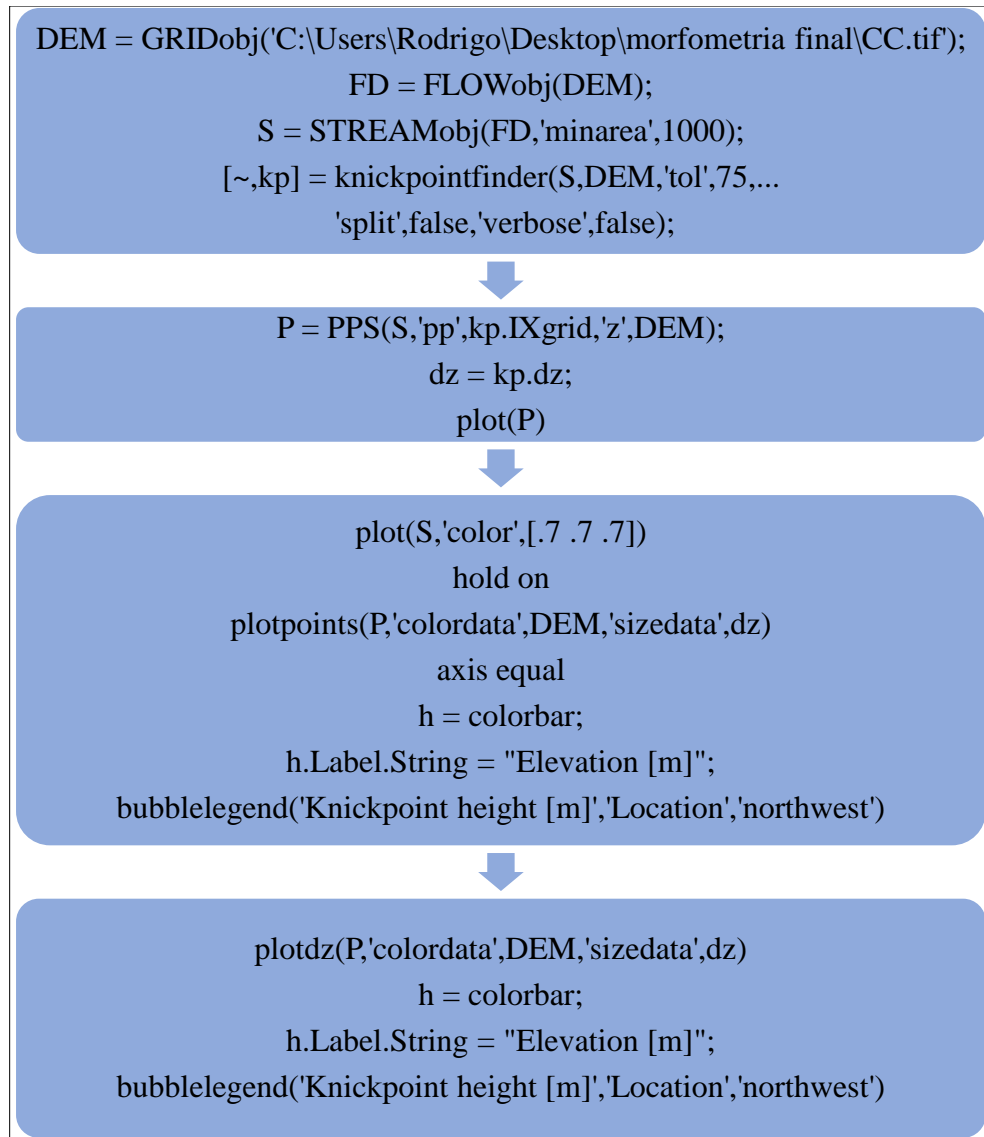 DEM = GRIDobj('C:\Users\Rodrigo\Desktop\morfometria final\CC.tif');
FD = FLOWobj(DEM);
S = STREAMobj(FD,'minarea',1000);
[~,kp] = knickpointfinder(S,DEM,'tol',75,...
'split',false,'verbose',false);
P = PPS(S,'pp',kp.IXgrid,'z',DEM);
dz = kp.dz;
plot(P)
plot(S,'color',[.7 .7 .7])
hold on
plotpoints(P,'colordata',DEM,'sizedata',dz)
axis equal
h = colorbar;
h.Label.String = "Elevation [m]";
bubblelegend('Knickpoint height [m]','Location','northwest')
plotdz(P,'colordata',DEM,'sizedata',dz)
h = colorbar;
h.Label.String = "Elevation [m]";
bubblelegend('Knickpoint height [m]','Location','northwest')